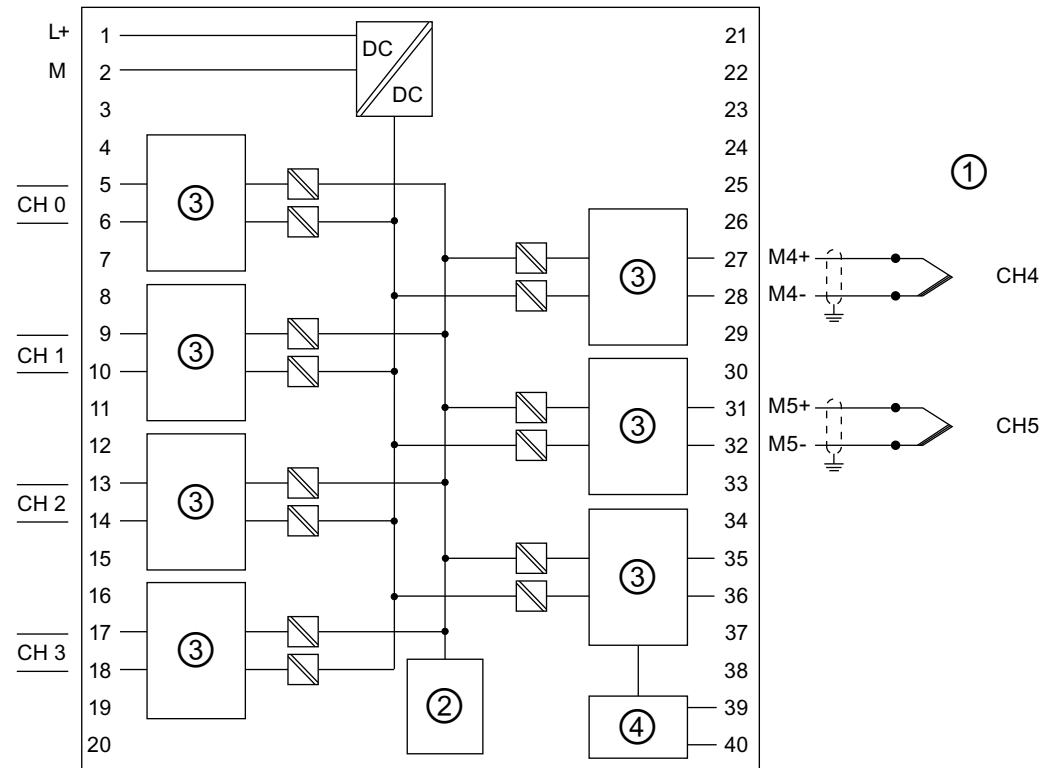 L+ 1 DC 21
M 2 DC 22
3 23
4 24
5 25 ①
CH 0 ③
6 26
7 27 M4+
③ CH4
8 28 M4-
9 29
CH 1 ③
10 30
11 31 M5+
③ CH5
12 32 M5-
13 33
CH 2 ③
14 34
15 35
③
16 36
17 37
CH 3 ③
18 38
19 ② ④ 39
20 40